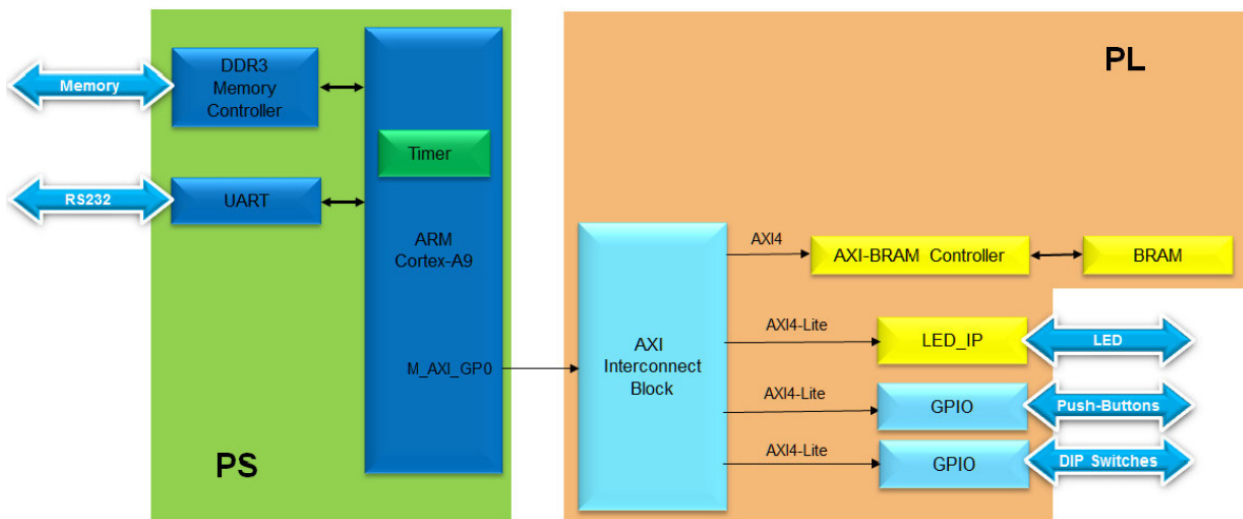 Memory
DDR3
Memory
Controller
RS232
UART
Timer
ARM
Cortex-A9
M_AXI_GP0
PS
PL
AXI
Interconnect
Block
AXI4
AXI-BRAM Controller
BRAM
AXI4-Lite
LED_IP
LED
AXI4-Lite
GPIO
Push-Buttons
AXI4-Lite
GPIO
DIP Switches